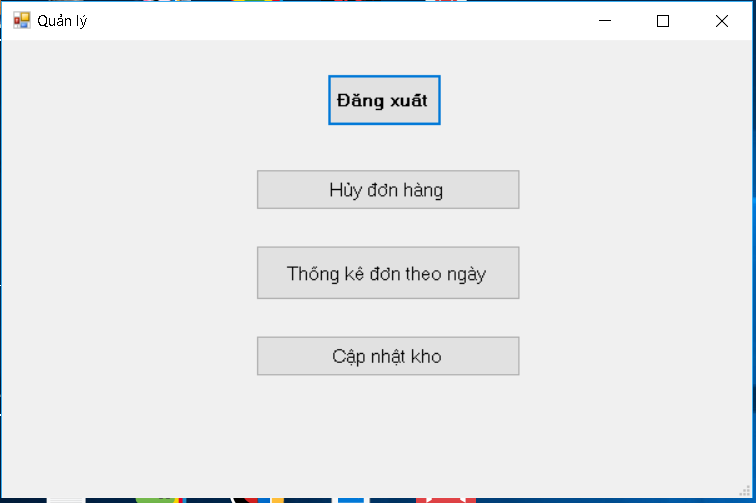 Quản lý
Đăng xuất
Hủy đơn hàng
Thống kê đơn theo ngày
Cập nhật kho